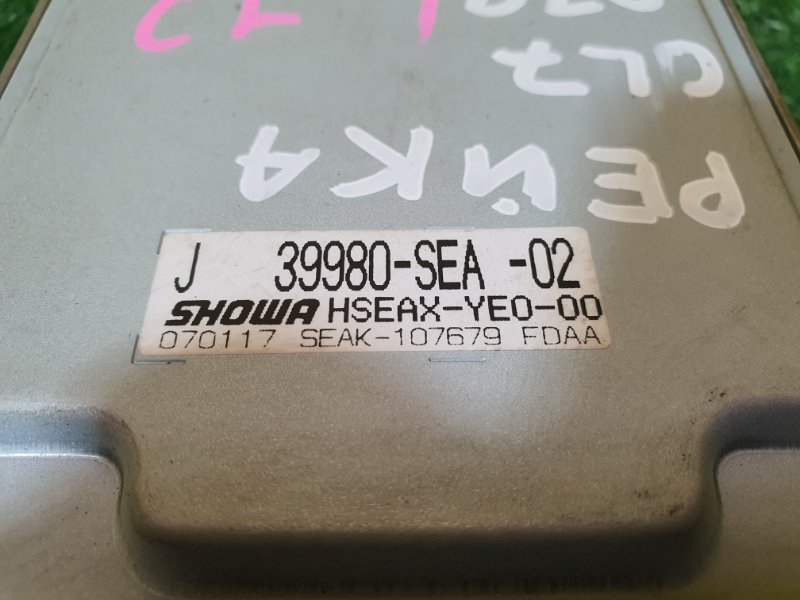 РЕЙКА
CL7
J 39980-SEA -02
SHOWA HSEAX-YE0-00
070117 SEAK-107679 FDAA